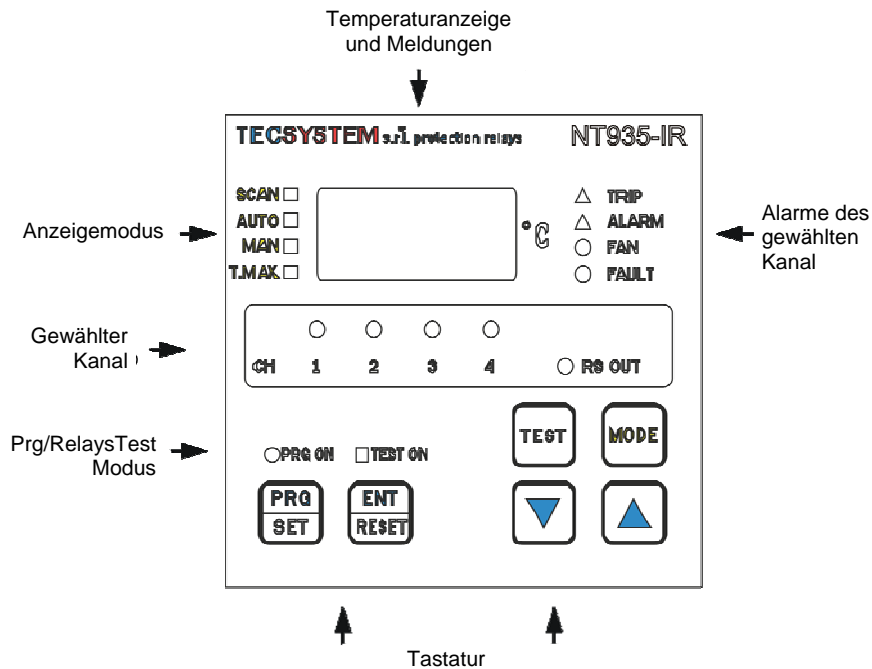 Temperaturanzeige
und Meldungen
TECSYSTEM s.r.l. protection relays
NT935-IR
SCAN
AUTO
MAN
T.MAX
°C
TRIP
ALARM
FAN
FAULT
Anzeigemodus
Alarme des
gewählten
Kanal
Gewählter
Kanal
CH 1 2 3 4 RS OUT
Prg/RelaysTest
Modus
PRG ON TEST ON
TEST
MODE
PRG
SET
ENT
RESET
Tastatur